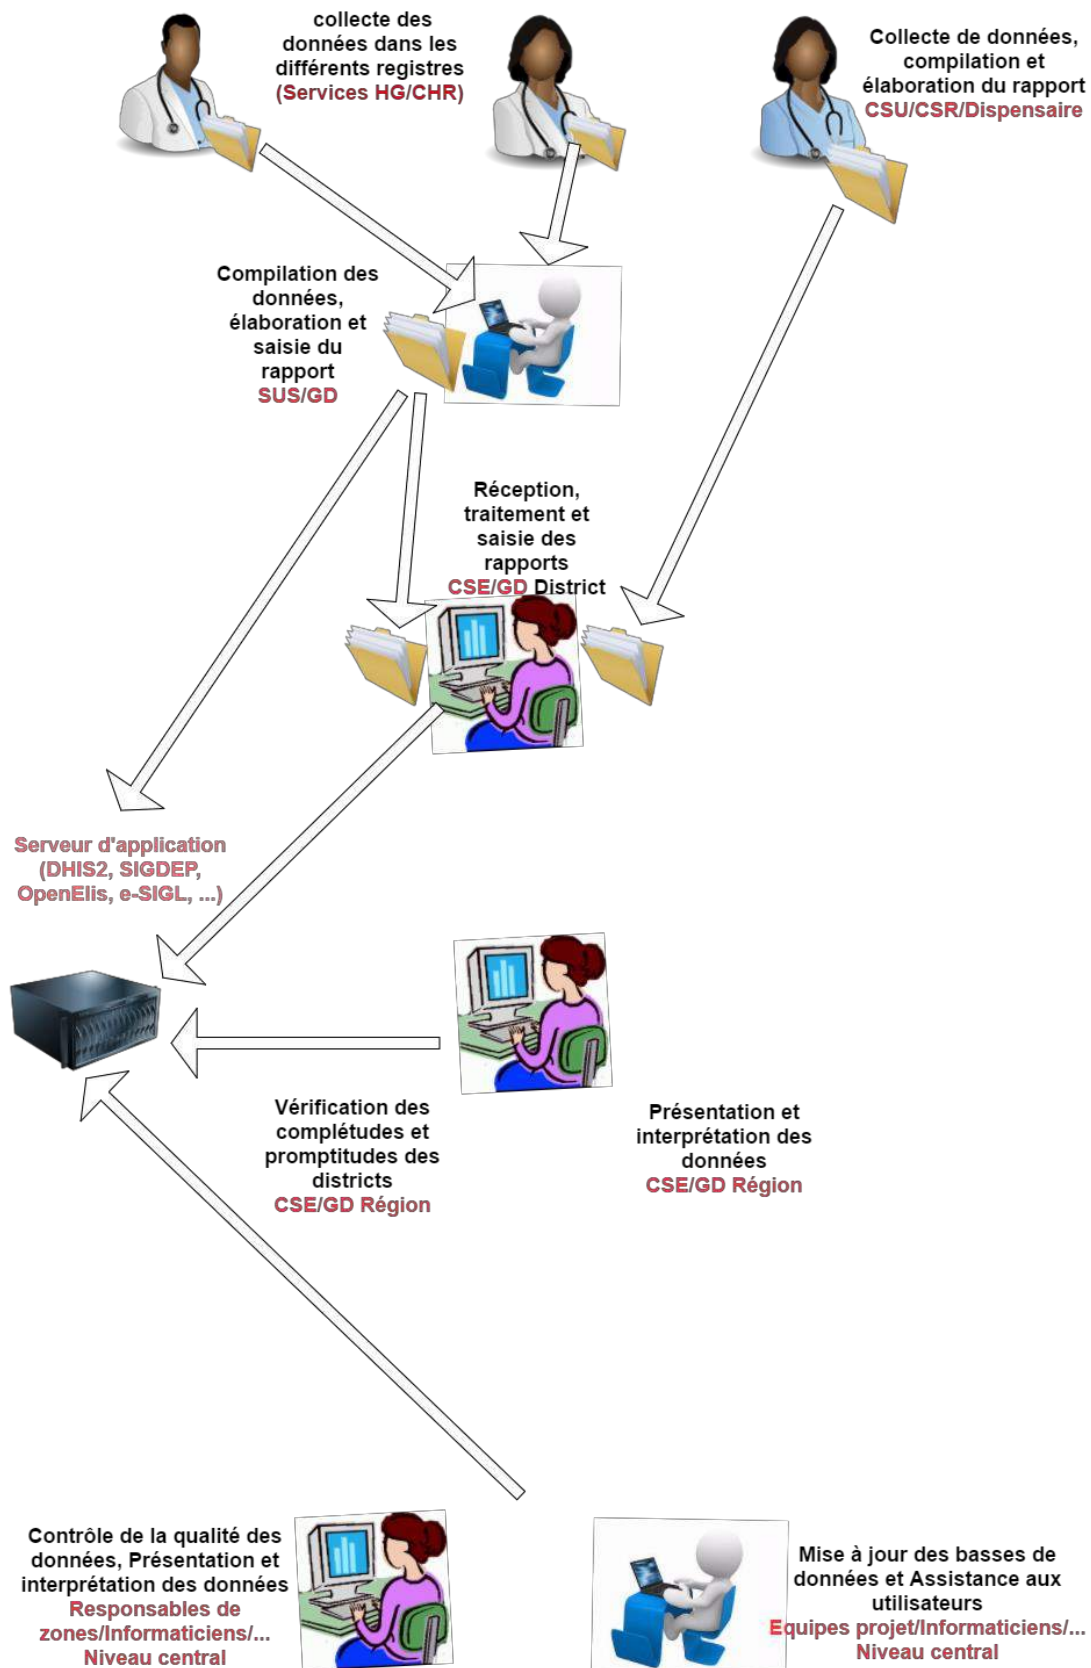 collecte des
données dans les
différents registres
(Services HG/CHR)
Collecte de données,
compilation et
élaboration du rapport
CSU/CSR/Dispensaire
Compilation des
données,
élaboration et
saisie du
rapport
SUS/GD
Réception,
traitement et
saisie des
rapports
CSE/GD District
Serveur d'application
(DHIS2, SIGDEP,
OpenElis, e-SIGL, ...)
Vérification des
complétudes et
promptitudes des
districts
CSE/GD Région
Présentation et
interprétation des
données
CSE/GD Région
Contrôle de la qualité des
données, Présentation et
interprétation des données
Responsables de
zones/Informaticiens/...
Niveau central
Mise à jour des basses de
données et Assistance aux
utilisateurs
Equipes projet/Informaticiens/...
Niveau central